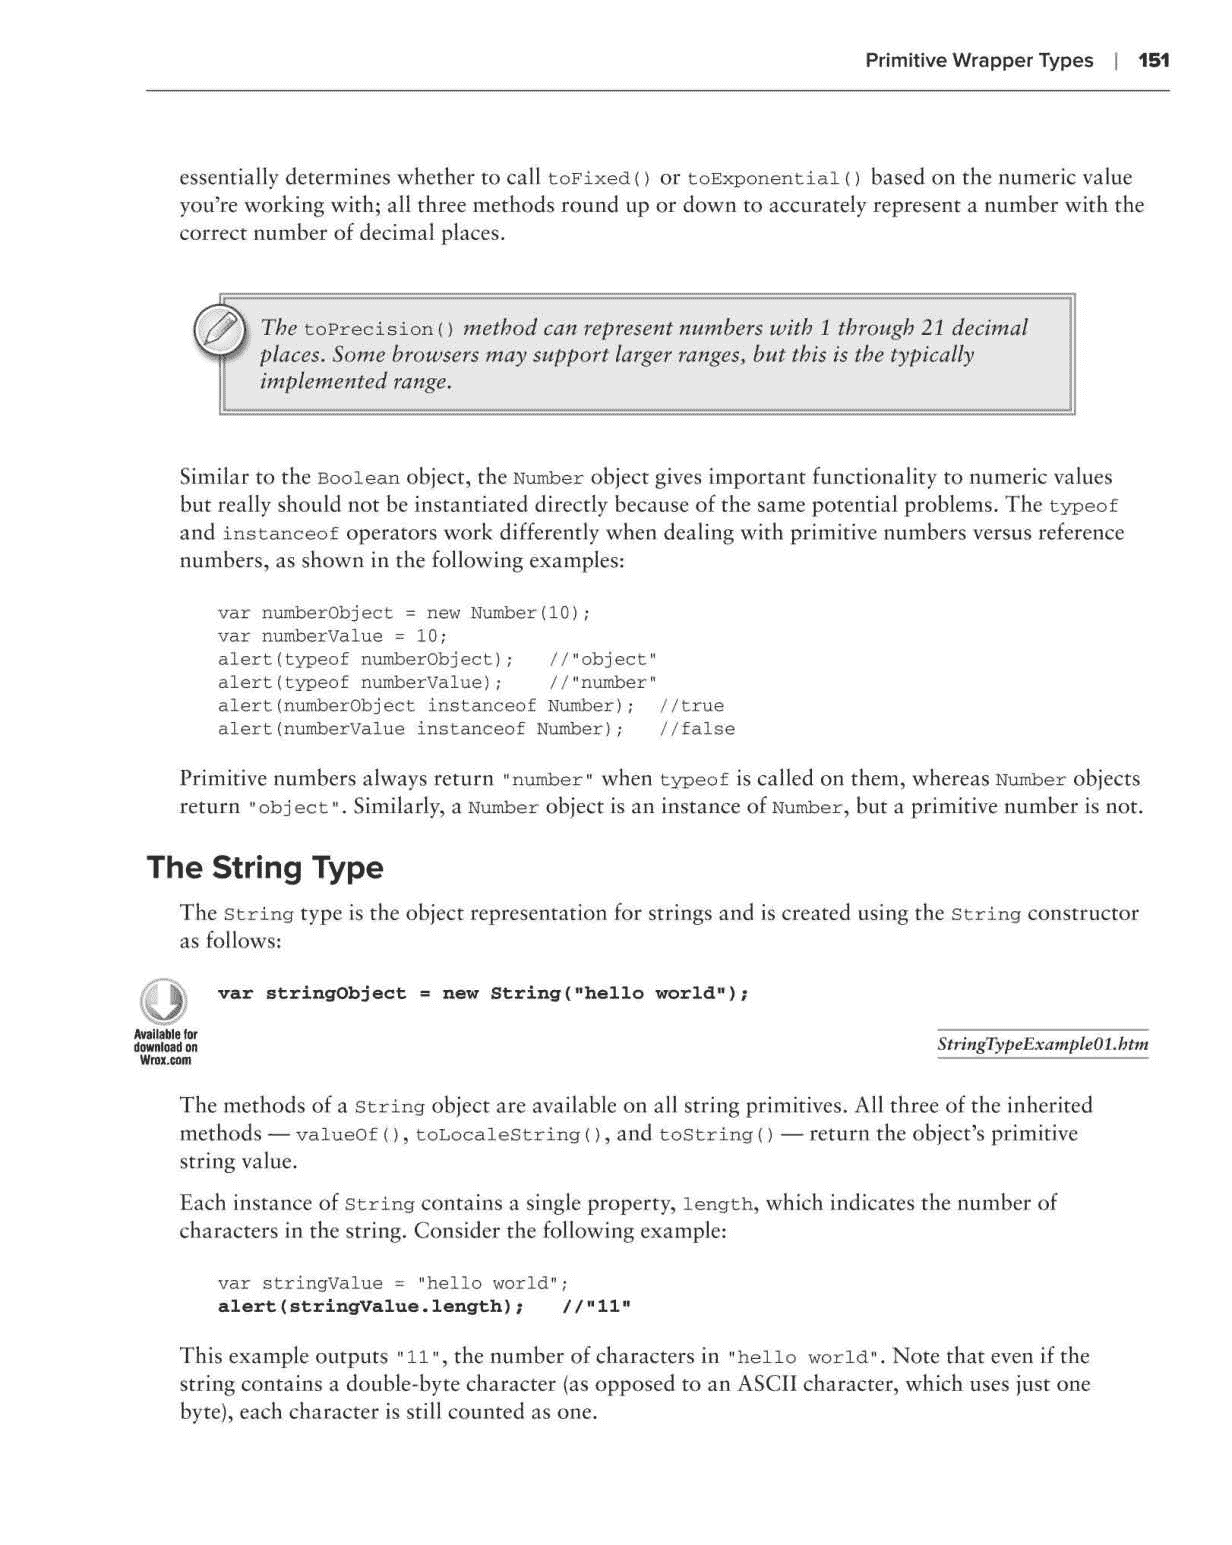 Primitive Wrapper Types | 151
essentially determines whether to call toFixed() or toExponential() based on the numeric value
you're working with; all three methods round up or down to accurately represent a number with the
correct number of decimal places.
The toPrecision() method can represent numbers with 1 through 21 decimal
places. Some browsers may support larger ranges, but this is the typically
implemented range.
Similar to the Boolean object, the Number object gives important functionality to numeric values
but really should not be instantiated directly because of the same potential problems. The typeof
and instanceof operators work differently when dealing with primitive numbers versus reference
numbers, as shown in the following examples:
var numberObject = new Number(10);
var numberValue = 10;
alert(typeof numberObject);   //"object"
alert(typeof numberValue);    //"number"
alert(numberObject instanceof Number);  //true
alert(numberValue instanceof Number);   //false
Primitive numbers always return "number" when typeof is called on them, whereas Number objects
return "object". Similarly, a Number object is an instance of Number, but a primitive number is not.
The String Type
The String type is the object representation for strings and is created using the String constructor
as follows:
var stringObject = new String("hello world");
Available for
download on
Wrox.com
StringTypeExample01.htm
The methods of a String object are available on all string primitives. All three of the inherited
methods — valueOf(), toLocaleString(), and toString() — return the object's primitive
string value.
Each instance of String contains a single property, length, which indicates the number of
characters in the string. Consider the following example:
var stringValue = "hello world";
alert(stringValue.length);   //"11"
This example outputs "11", the number of characters in "hello world". Note that even if the
string contains a double-byte character (as opposed to an ASCII character, which uses just one
byte), each character is still counted as one.